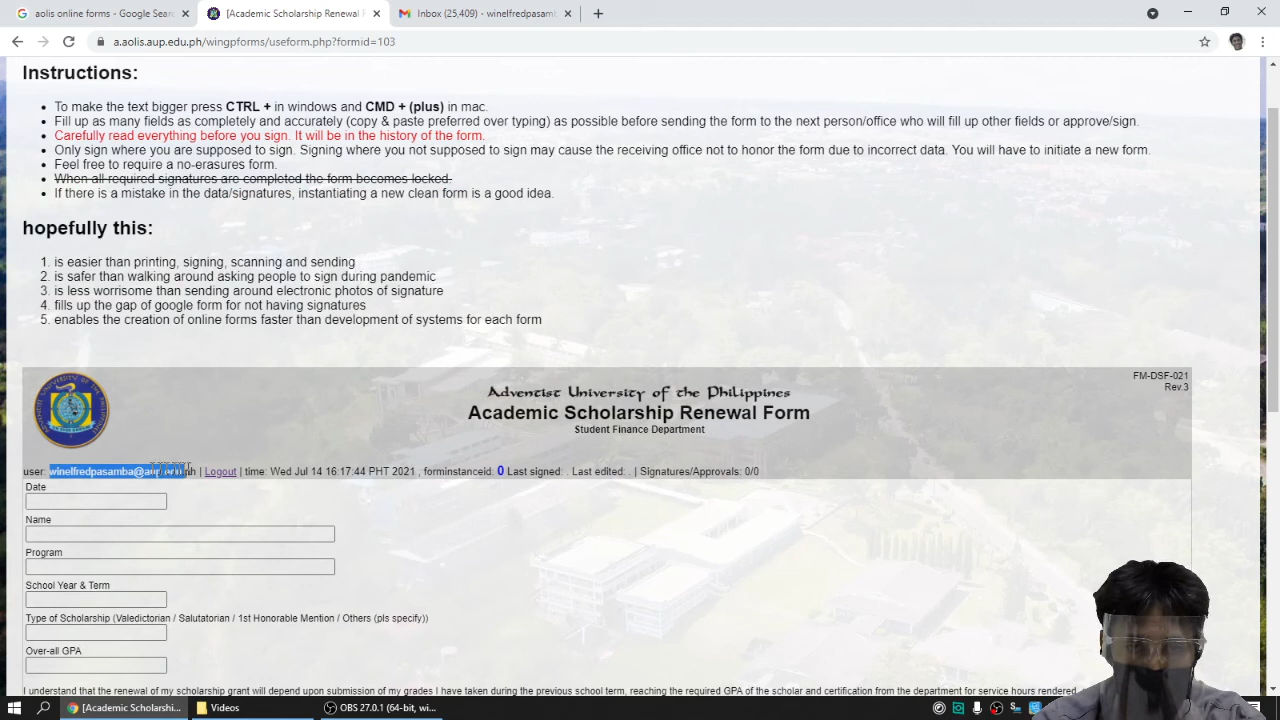 aolis online forms - Google Sear
[Academic Scholarship Renewal F
Inbox (25,409) - winelfredpasamb
a.aolis.aup.edu.ph/wingpforms/useform.php?formid=103
Instructions:
To make the text bigger press CTRL + in windows and CMD + (plus) in mac.
Fill up as many fields as completely and accurately (copy & paste preferred over typing) as possible before sending the form to the next person/office who will fill up other fields or approve/sign.
Carefully read everything before you sign. It will be in the history of the form.
Only sign where you are supposed to sign. Signing where you not supposed to sign may cause the receiving office not to honor the form due to incorrect data. You will have to initiate a new form.
Feel free to require a no-erasures form.
When all required signatures are completed the form becomes locked.
If there is a mistake in the data/signatures, instantiating a new clean form is a good idea.
hopefully this:
1. is easier than printing, signing, scanning and sending
2. is safer than walking around asking people to sign during pandemic
3. is less worrisome than sending around electronic photos of signature
4. fills up the gap of google form for not having signatures
5. enables the creation of online forms faster than development of systems for each form
FM-DSF-021
Rev.3
Adventist University of the Philippines
Academic Scholarship Renewal Form
Student Finance Department
user: winelfredpasamba@aup.edu.ph | Logout | time: Wed Jul 14 16:17:44 PHT 2021 , forminstanceid: 0 Last signed: . Last edited: . | Signatures/Approvals: 0/0
Date
Name
Program
School Year & Term
Type of Scholarship (Valedictorian / Salutatorian / 1st Honorable Mention / Others (pls specify))
Over-all GPA
I understand that the renewal of my scholarship grant will depend upon submission of my grades I have taken during the previous school term, reaching the required GPA of the scholar and certification from the department for service hours rendered,
[Academic Scholarshi...
Videos
OBS 27.0.1 (64-bit, wi...